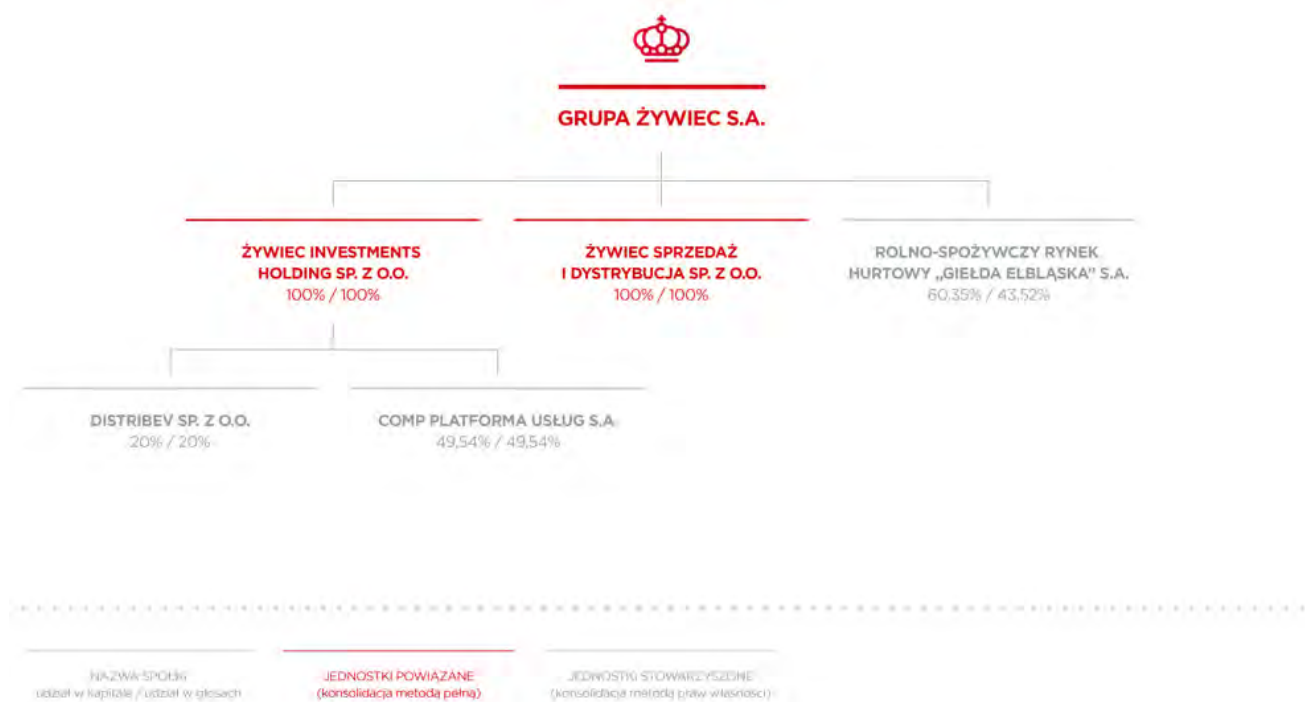 GRUPA ŻYWIEC S.A.
ŻYWIEC INVESTMENTS
HOLDING SP. Z O.O.
100% / 100%
ŻYWIEC SPRZEDAŻ
I DYSTRYBUCJA SP. Z O.O.
100% / 100%
ROLNO-SPOŻYWCZY RYNEK
HURTOWY „GIEŁDA ELBLĄSKA” S.A.
60,35% / 43,52%
DISTRIBEV SP. Z O.O.
20% / 20%
COMP PLATFORMA USŁUG S.A.
49,54% / 49,54%
NAZWA SPÓŁKI
udział w kapitale / udział w głosach
JEDNOSTKI POWIĄZANE
(konsolidacja metodą pełną)
JEDNOSTKI STOWARZYSZONE
(konsolidacja metodą praw własności)